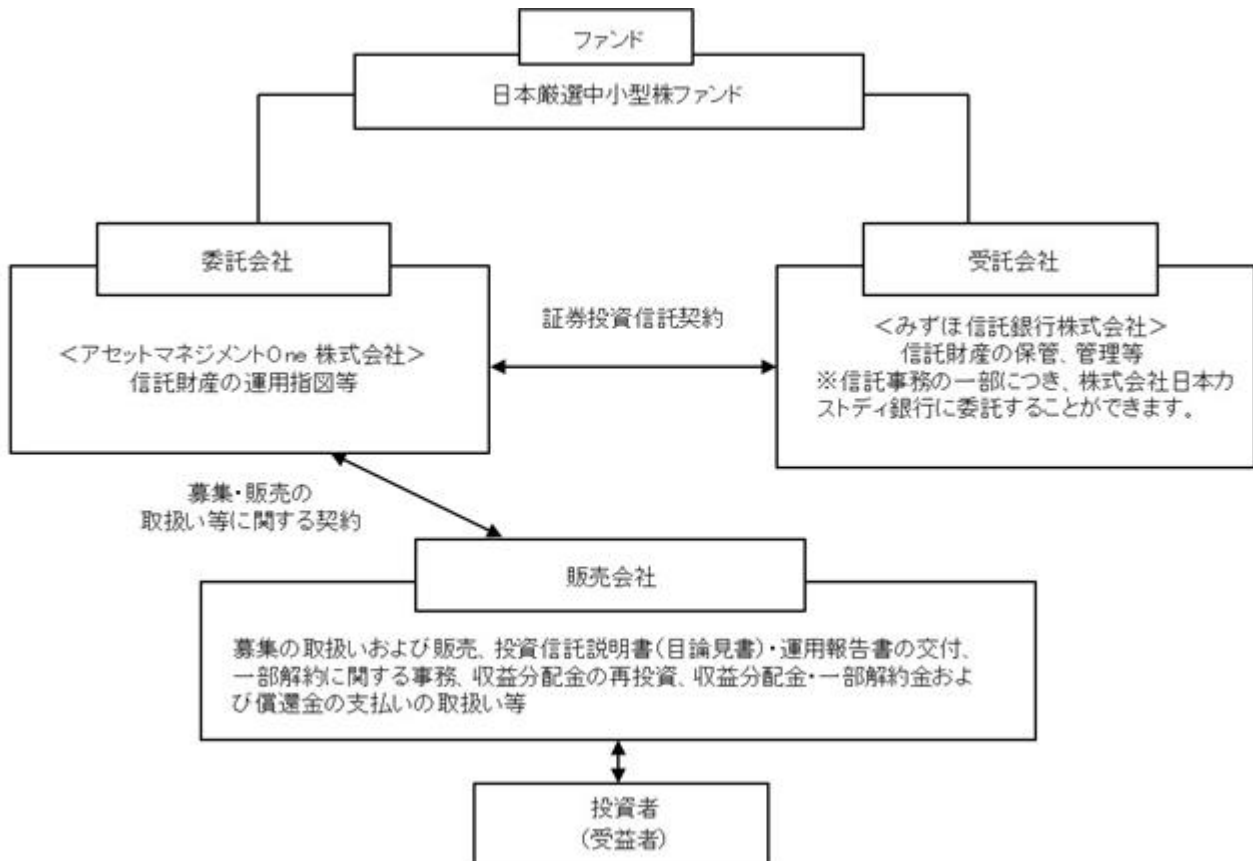 ファンド
日本厳選中小型株ファンド
委託会社
<アセットマネジメントOne 株式会社>
信託財産の運用指図等
証券投資信託契約
受託会社
<みずほ信託銀行株式会社>
信託財産の保管、管理等
※信託事務の一部につき、株式会社日本カ
ストディ銀行に委託することができます。
募集・販売の
取扱い等に関する契約
販売会社
募集の取扱いおよび販売、投資信託説明書(目論見書)・運用報告書の交付、
一部解約に関する事務、収益分配金の再投資、収益分配金・一部解約金およ
び償還金の支払いの取扱い等
投資者
(受益者)